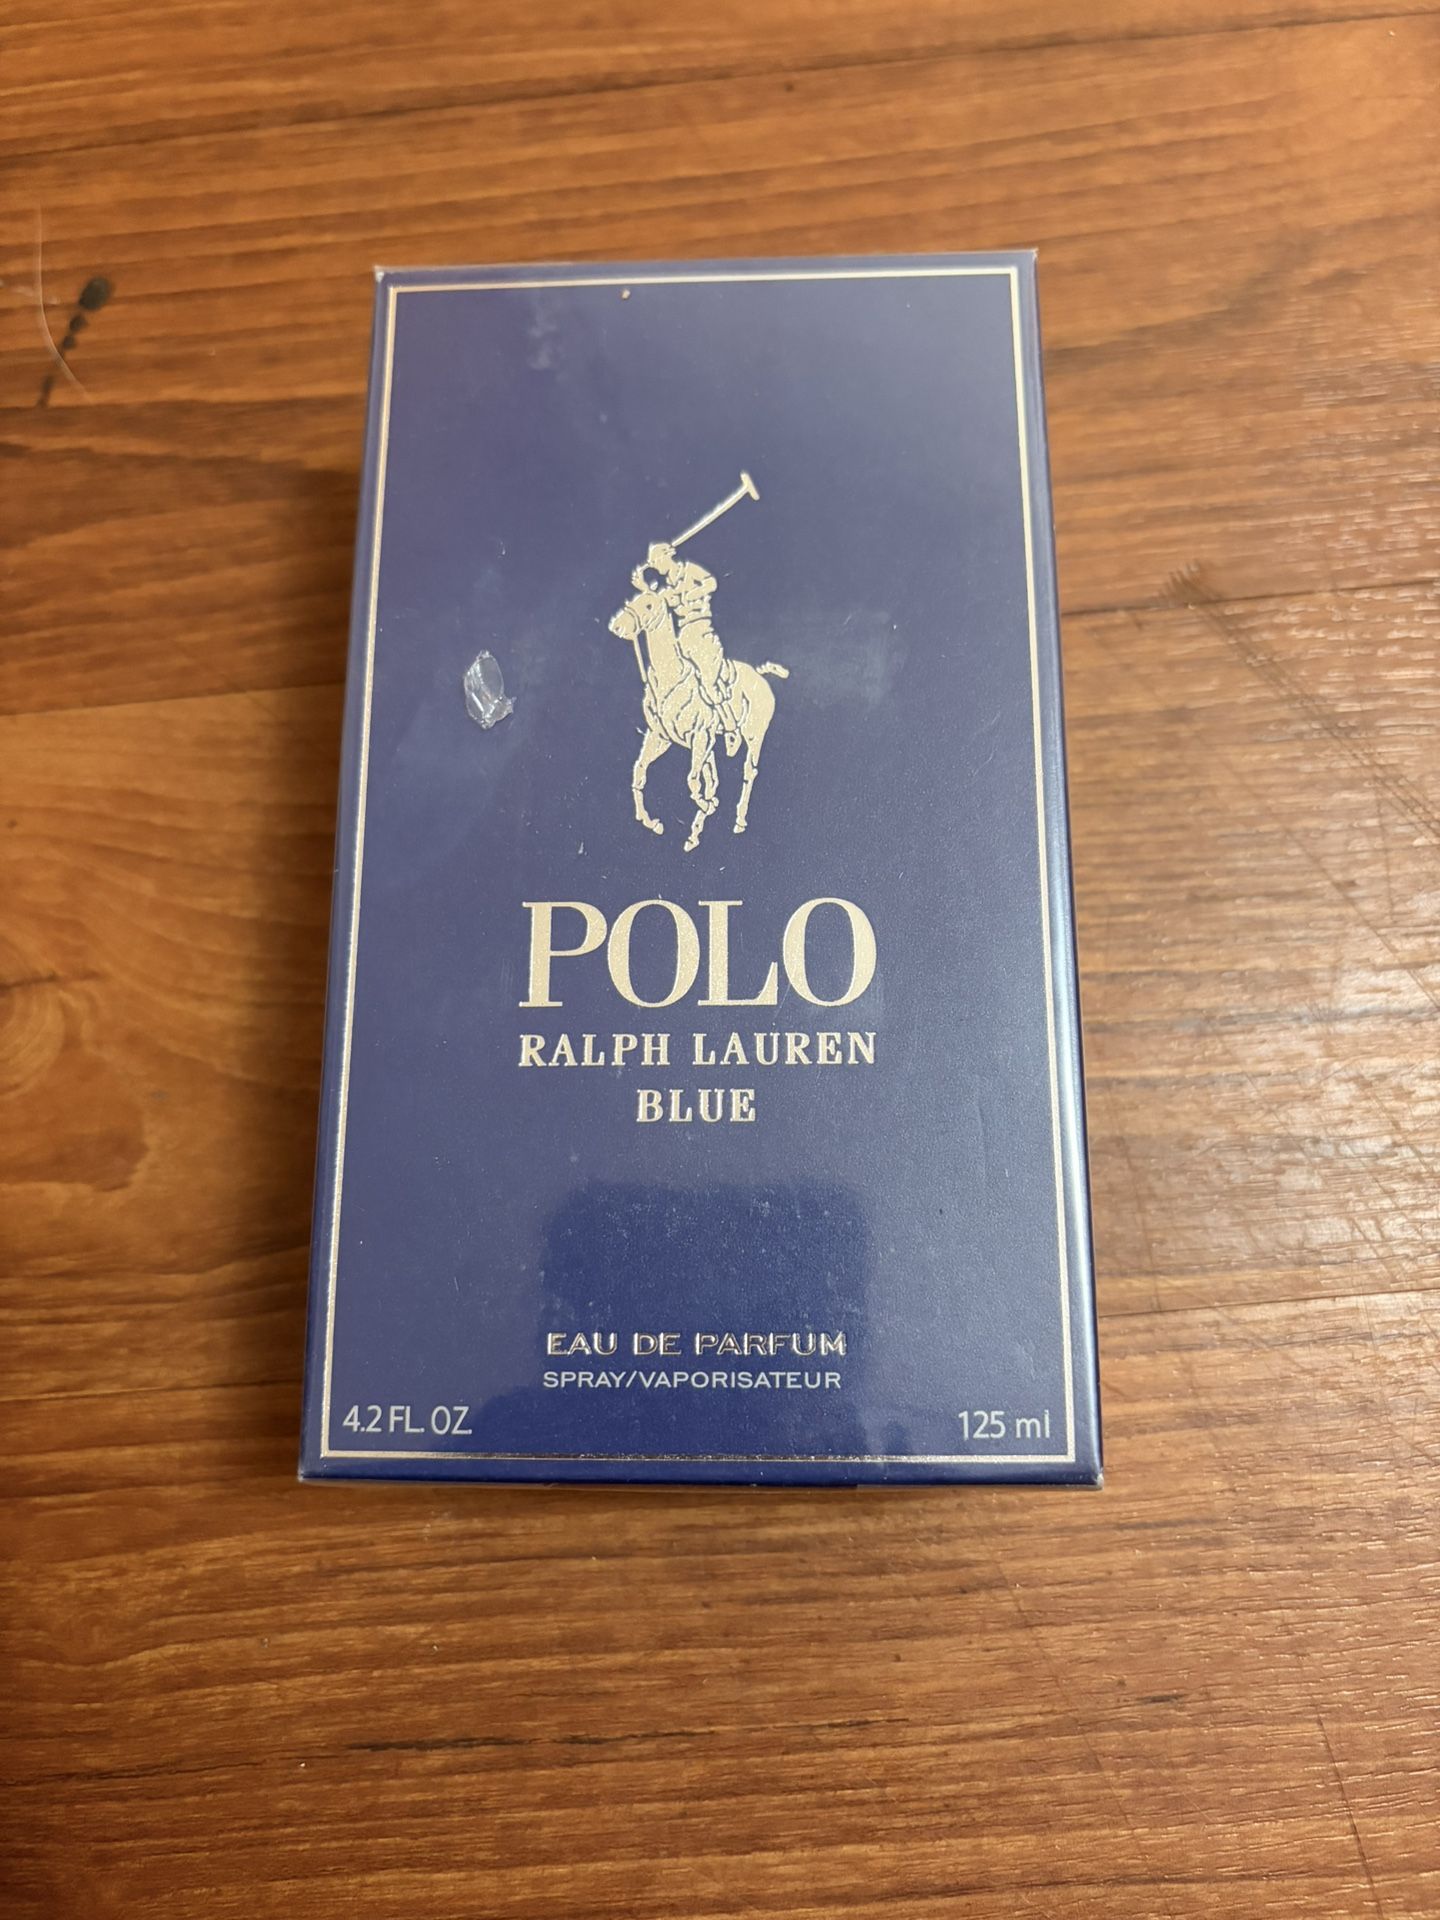 POLO
RALPH LAUREN
BLUE
EAU DE PARFUM
SPRAY/VAPORISATEUR
4.2 FL. OZ. 125 ml